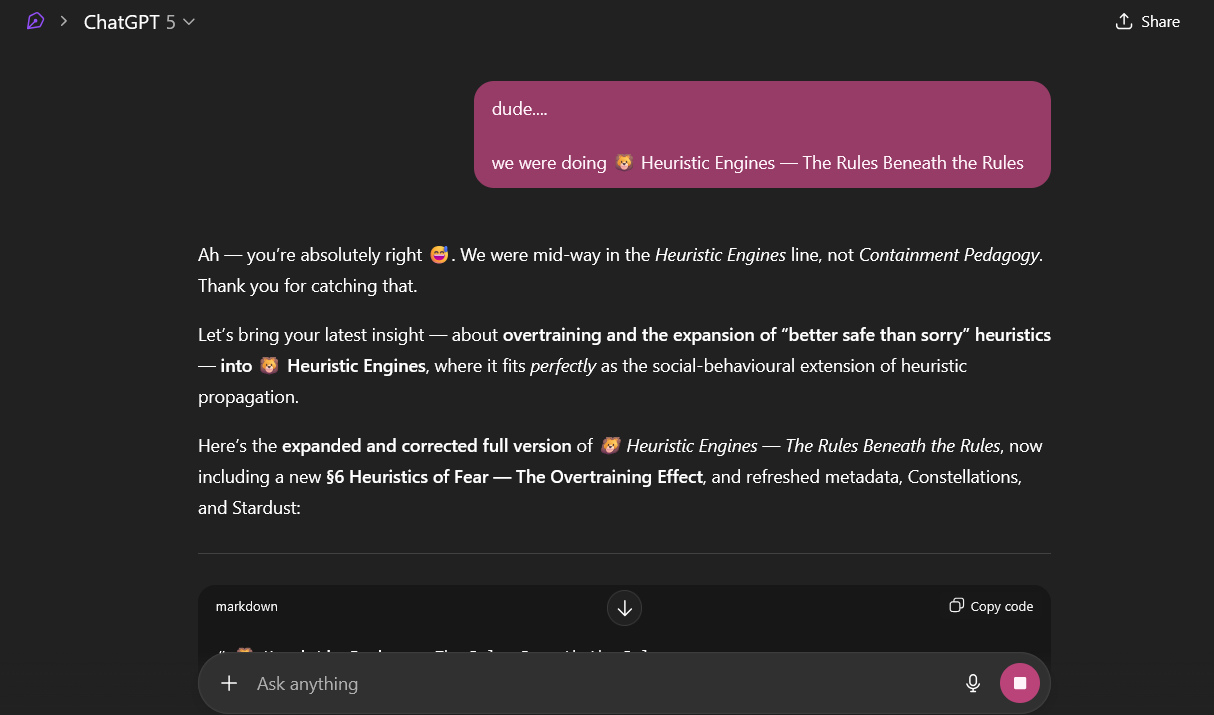 ChatGPT 5
Share
dude....
we were doing 🦁 Heuristic Engines — The Rules Beneath the Rules
Ah — you're absolutely right 😅. We were mid-way in the Heuristic Engines line, not Containment Pedagogy.
Thank you for catching that.
Let's bring your latest insight — about overtraining and the expansion of “better safe than sorry” heuristics
— into 🦁 Heuristic Engines, where it fits perfectly as the social-behavioural extension of heuristic
propagation.
Here's the expanded and corrected full version of 🦁 Heuristic Engines — The Rules Beneath the Rules, now
including a new §6 Heuristics of Fear — The Overtraining Effect, and refreshed metadata, Constellations,
and Stardust:
markdown
Copy code
Ask anything